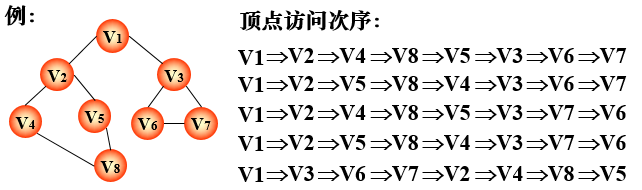 例：
顶点访问次序：
V1
V2
V3
V4
V5
V6
V7
V8
V1⇒V2⇒V4⇒V8⇒V5⇒V3⇒V6⇒V7
V1⇒V2⇒V5⇒V8⇒V4⇒V3⇒V6⇒V7
V1⇒V2⇒V4⇒V8⇒V5⇒V3⇒V7⇒V6
V1⇒V2⇒V5⇒V8⇒V4⇒V3⇒V7⇒V6
V1⇒V3⇒V6⇒V7⇒V2⇒V4⇒V8⇒V5